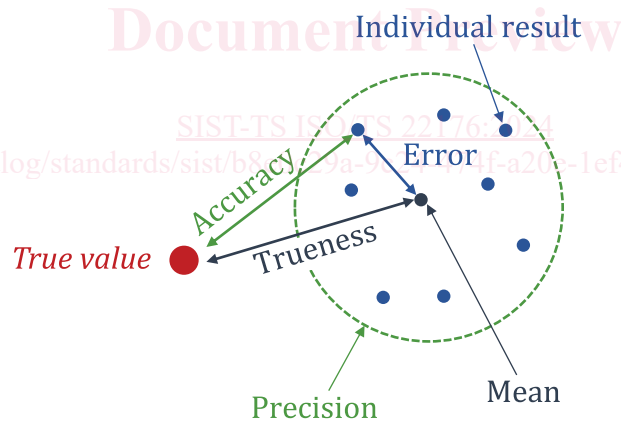 Document Preview
Individual result
SIST-TS ISO/TS 22176:2024
Error
Accuracy
Trueness
True value
Mean
Precision